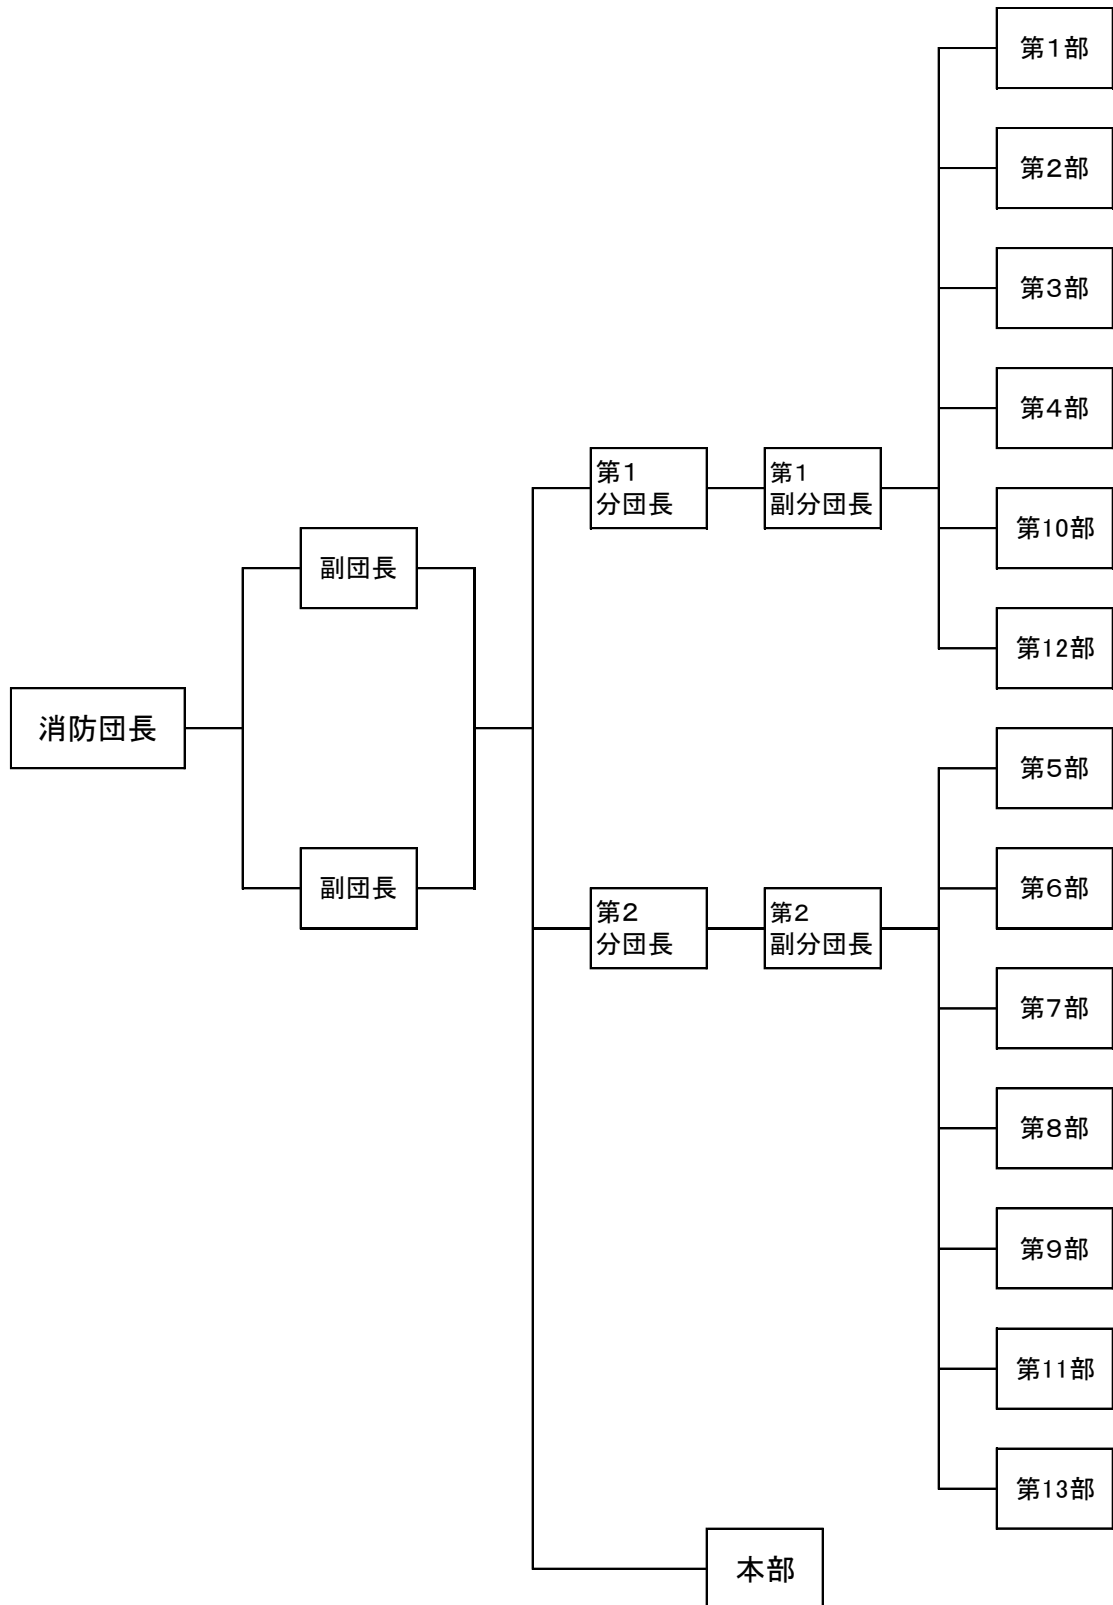 消防団長
副団長
副団長
第１
分団長
第１
副分団長
第１部
第２部
第３部
第４部
第10部
第12部
第２
分団長
第２
副分団長
第５部
第６部
第７部
第８部
第９部
第11部
第13部
本部